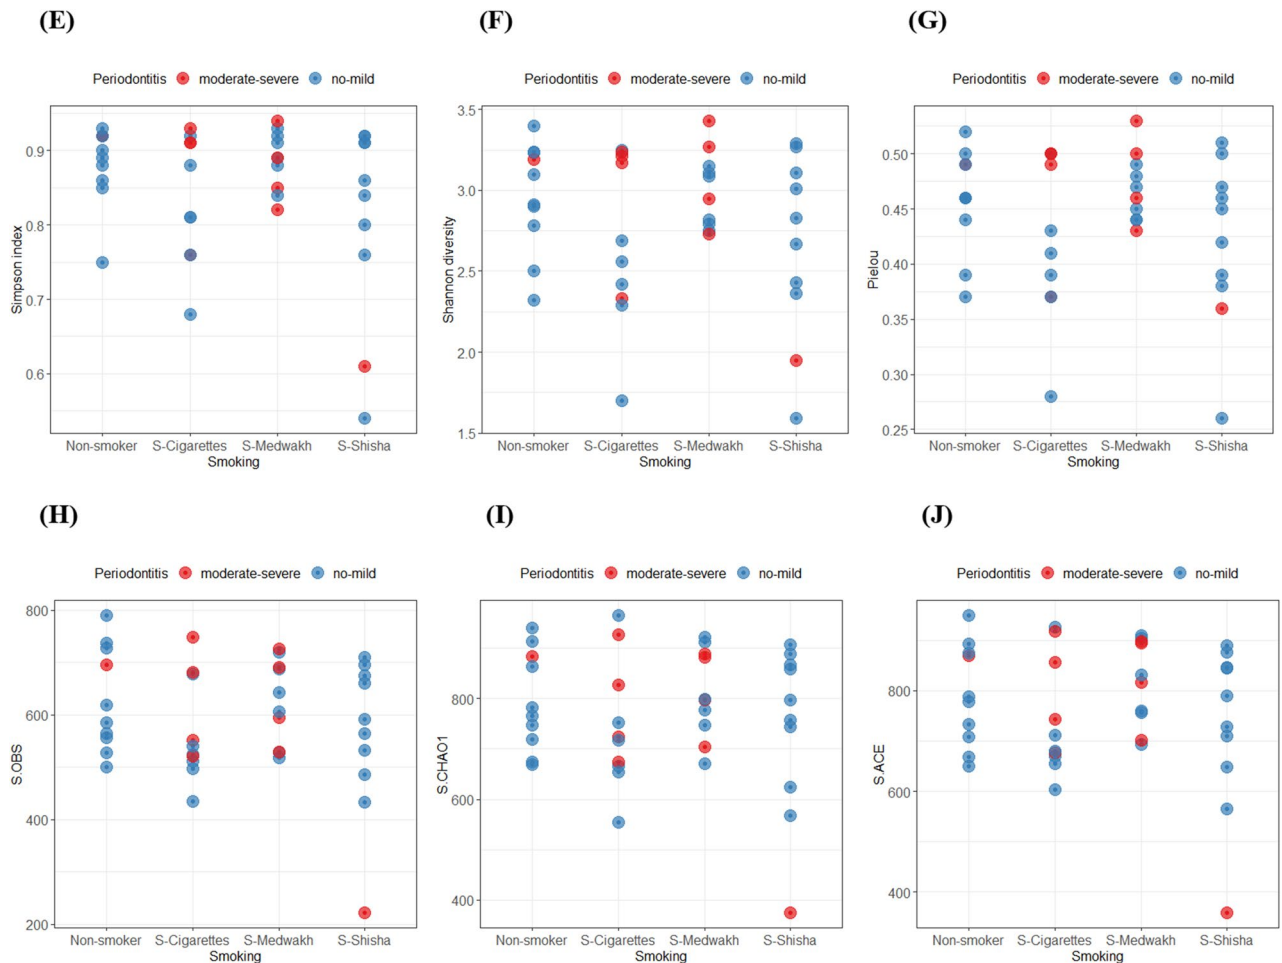 (E)
Periodontitis moderate-severe no-mild
Simpson index
0.9
0.8
0.7
0.6
Non-smoker S-Cigarettes S-Medwakh S-Shisha
Smoking
(F)
Periodontitis moderate-severe no-mild
Shannon diversity
3.5
3.0
2.5
2.0
1.5
Non-smoker S-Cigarettes S-Medwakh S-Shisha
Smoking
(G)
Periodontitis moderate-severe no-mild
Pielou
0.50
0.45
0.40
0.35
0.30
0.25
Non-smoker S-Cigarettes S-Medwakh S-Shisha
Smoking
(H)
Periodontitis moderate-severe no-mild
S.OBS
800
600
400
200
Non-smoker S-Cigarettes S-Medwakh S-Shisha
Smoking
(I)
Periodontitis moderate-severe no-mild
S.CHAO1
800
600
400
Non-smoker S-Cigarettes S-Medwakh S-Shisha
Smoking
(J)
Periodontitis moderate-severe no-mild
S.ACE
800
600
400
Non-smoker S-Cigarettes S-Medwakh S-Shisha
Smoking